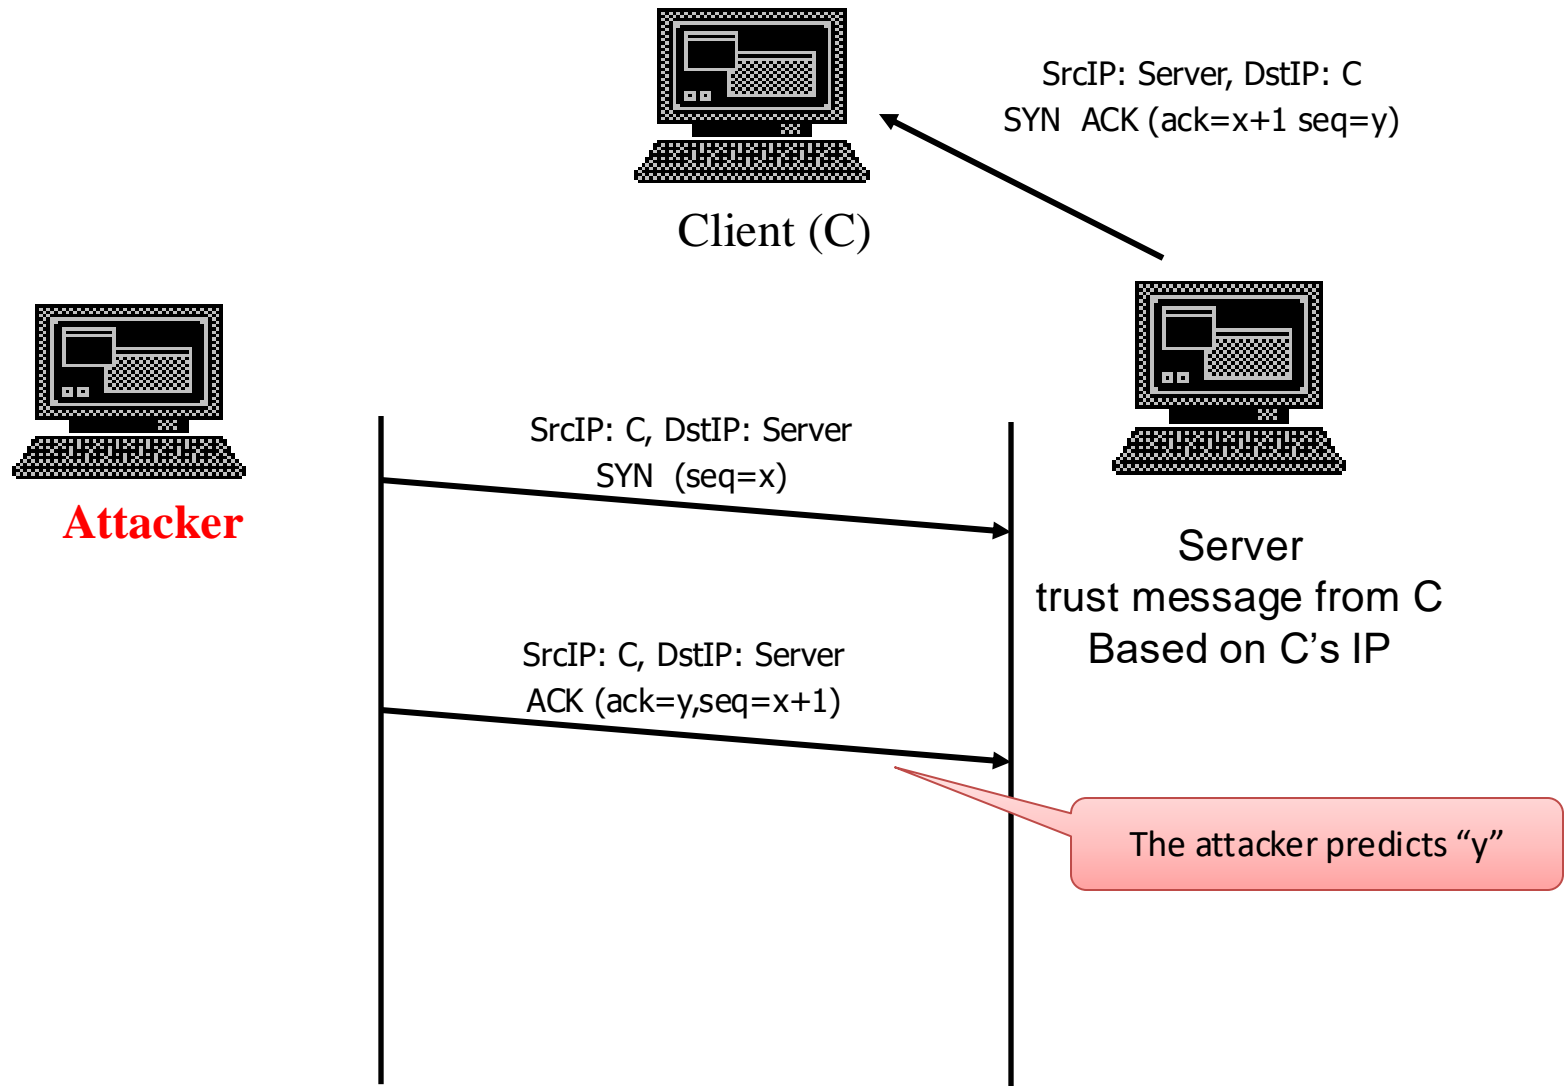 SrcIP: Server, DstIP: C
SYN ACK (ack=x+1 seq=y)
Client (C)
Attacker
SrcIP: C, DstIP: Server
SYN (seq=x)
Server
trust message from C
Based on C’s IP
SrcIP: C, DstIP: Server
ACK (ack=y,seq=x+1)
The attacker predicts “y”